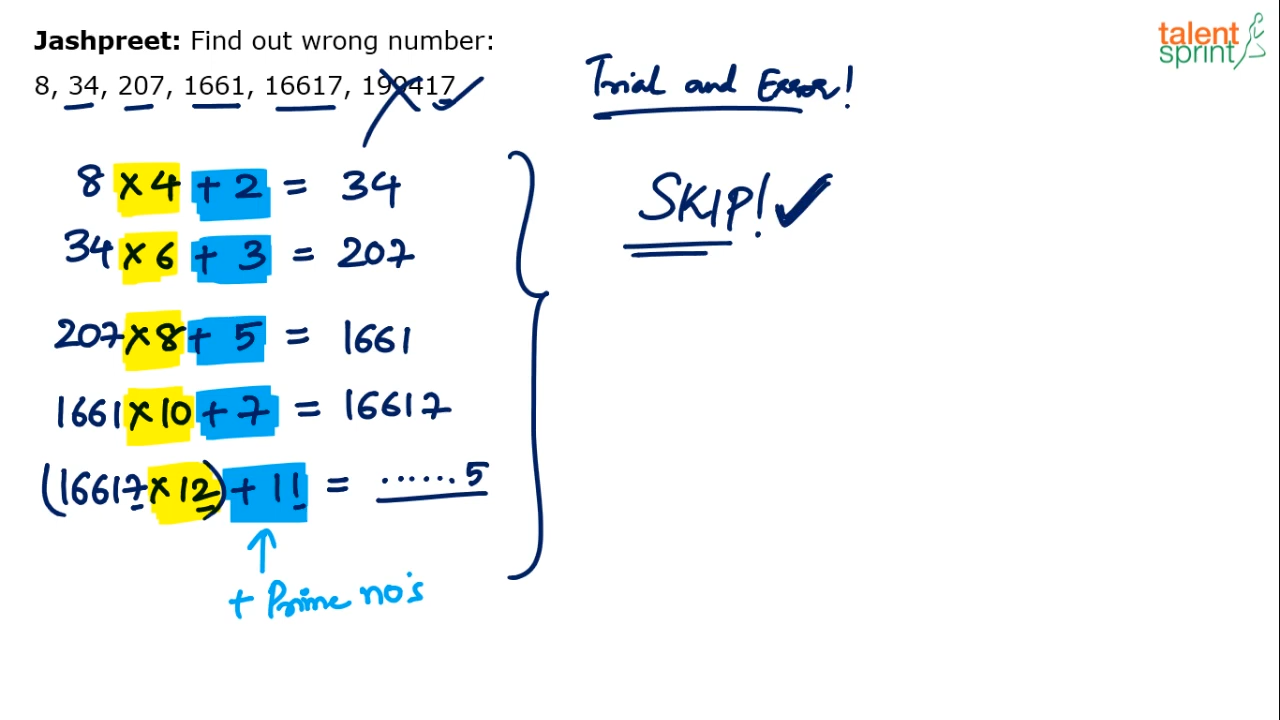 Jashpreet: Find out wrong number:
8, 34, 207, 1661, 16617, 199417
talent
sprint
Trial and Error!
SKIP!
8 × 4 + 2 = 34
34 × 6 + 3 = 207
207 × 8 + 5 = 1661
1661 × 10 + 7 = 16617
(16617 × 12) + 11 = ......5
+ Prime no's